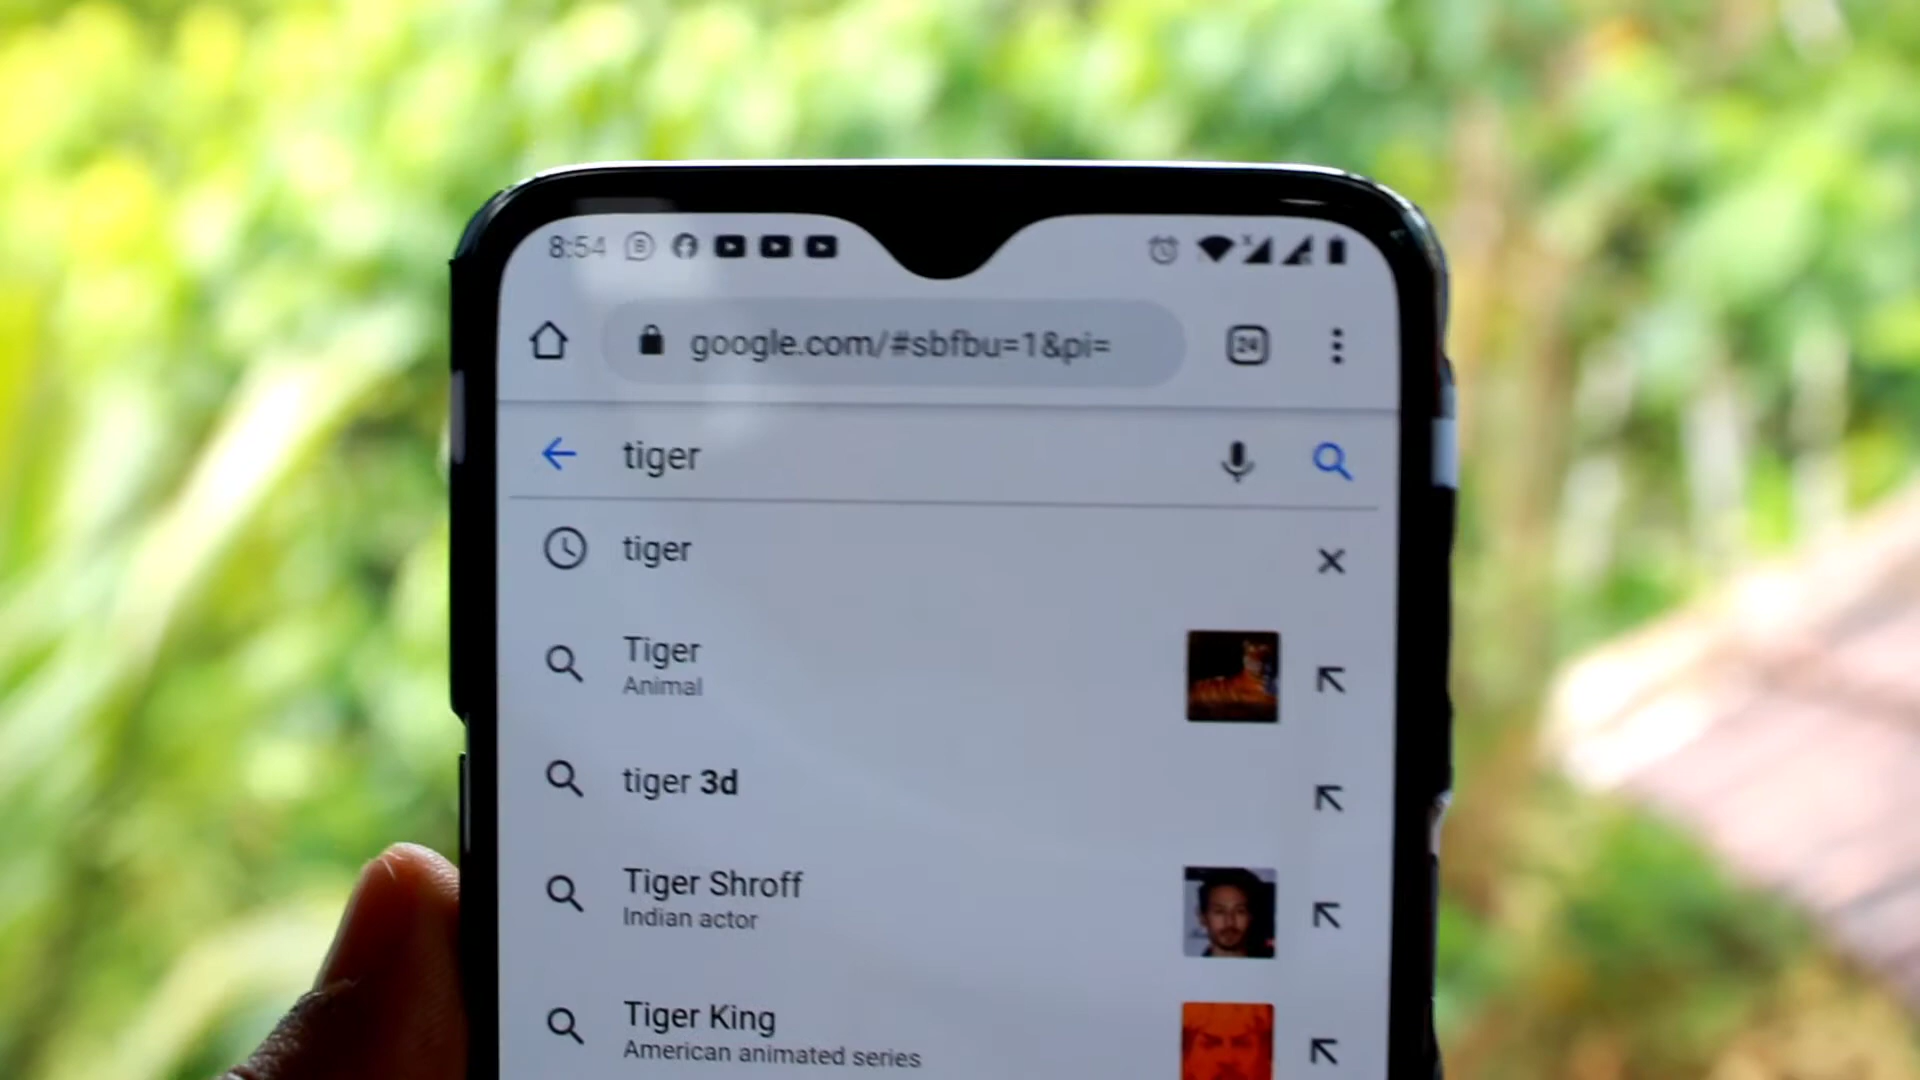 8:54
google.com/#sbfbu=1&pi=
24
tiger
tiger
Tiger
Animal
tiger 3d
Tiger Shroff
Indian actor
Tiger King
American animated series